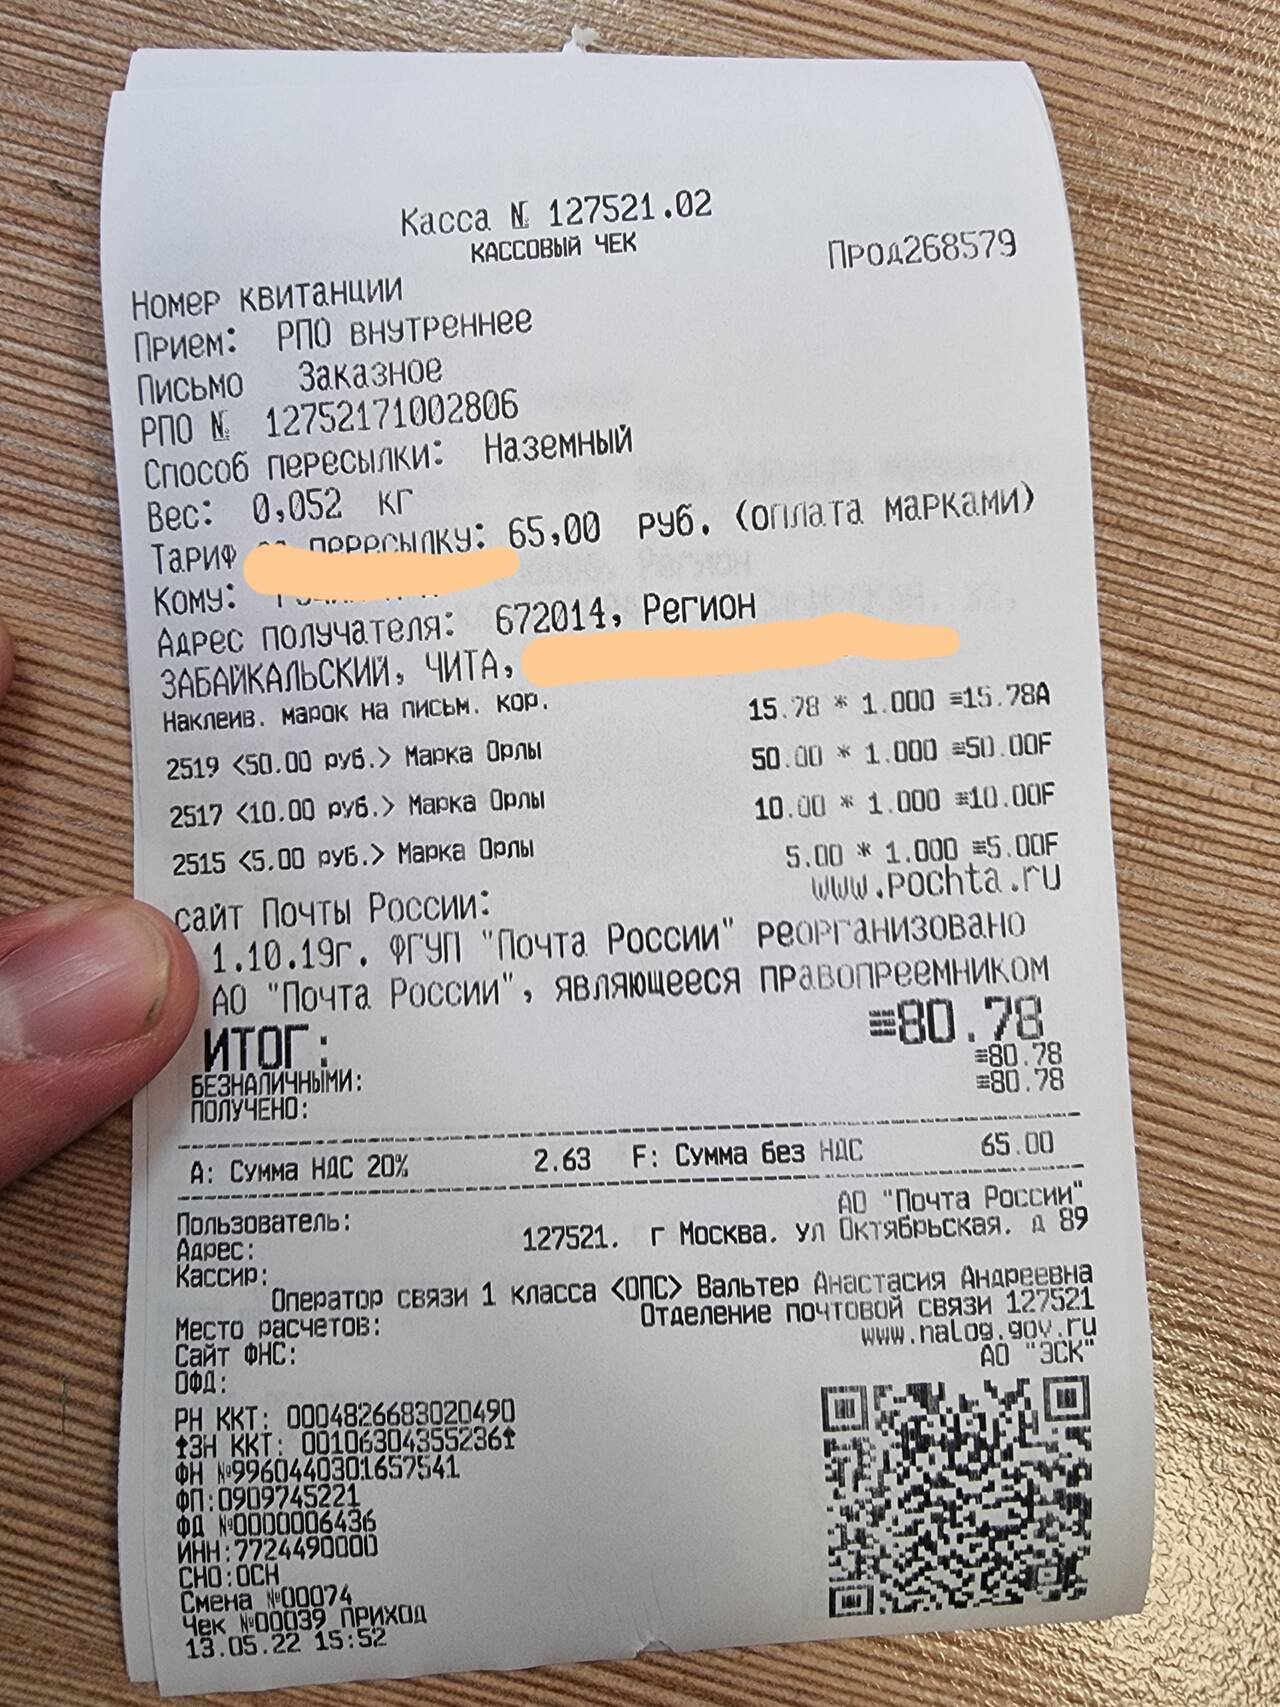 Касса № 127521.02
КАССОВЫЙ ЧЕК
Прод268579
Номер квитанции
Прием: РПО внутреннее
Письмо Заказное
РПО № 12752171002806
Способ пересылки: Наземный
Вес: 0,052 кг
Тариф пересылку: 65,00 руб. (оплата марками)
Кому:
Адрес получателя: 672014, Регион
ЗАБАЙКАЛЬСКИЙ, ЧИТА,
Наклеив. марок на письм. кор. 15.78 * 1.000 ≡15.78А
2519 <50.00 руб.> Марка Орлы 50.00 * 1.000 ≡50.00F
2517 <10.00 руб.> Марка Орлы 10.00 * 1.000 ≡10.00F
2515 <5.00 руб.> Марка Орлы 5.00 * 1.000 ≡5.00F
сайт Почты России: www.pochta.ru
1.10.19г. ФГУП "Почта России" реорганизовано
АО "Почта России", являющееся правопреемником
ИТОГ: ≡80.78
БЕЗНАЛИЧНЫМИ: ≡80.78
ПОЛУЧЕНО: ≡80.78
А: Сумма НДС 20% 2.63 F: Сумма без НДС 65.00
Пользователь: АО "Почта России"
Адрес: 127521. г Москва. ул Октябрьская. д 89
Кассир:
Оператор связи 1 класса <ОПС> Вальтер Анастасия Андреевна
Место расчетов: Отделение почтовой связи 127521
Сайт ФНС: www.nalog.gov.ru
ОФД: АО "ЭСК"
РН ККТ: 0004826683020490
↑ЗН ККТ: 00106304355236↑
ФН №9960440301657541
ФП:0909745221
ФД №0000006436
ИНН:7724490000
СНО:ОСН
Смена №00074
Чек №00039 ПРИХОД
13.05.22 15:52